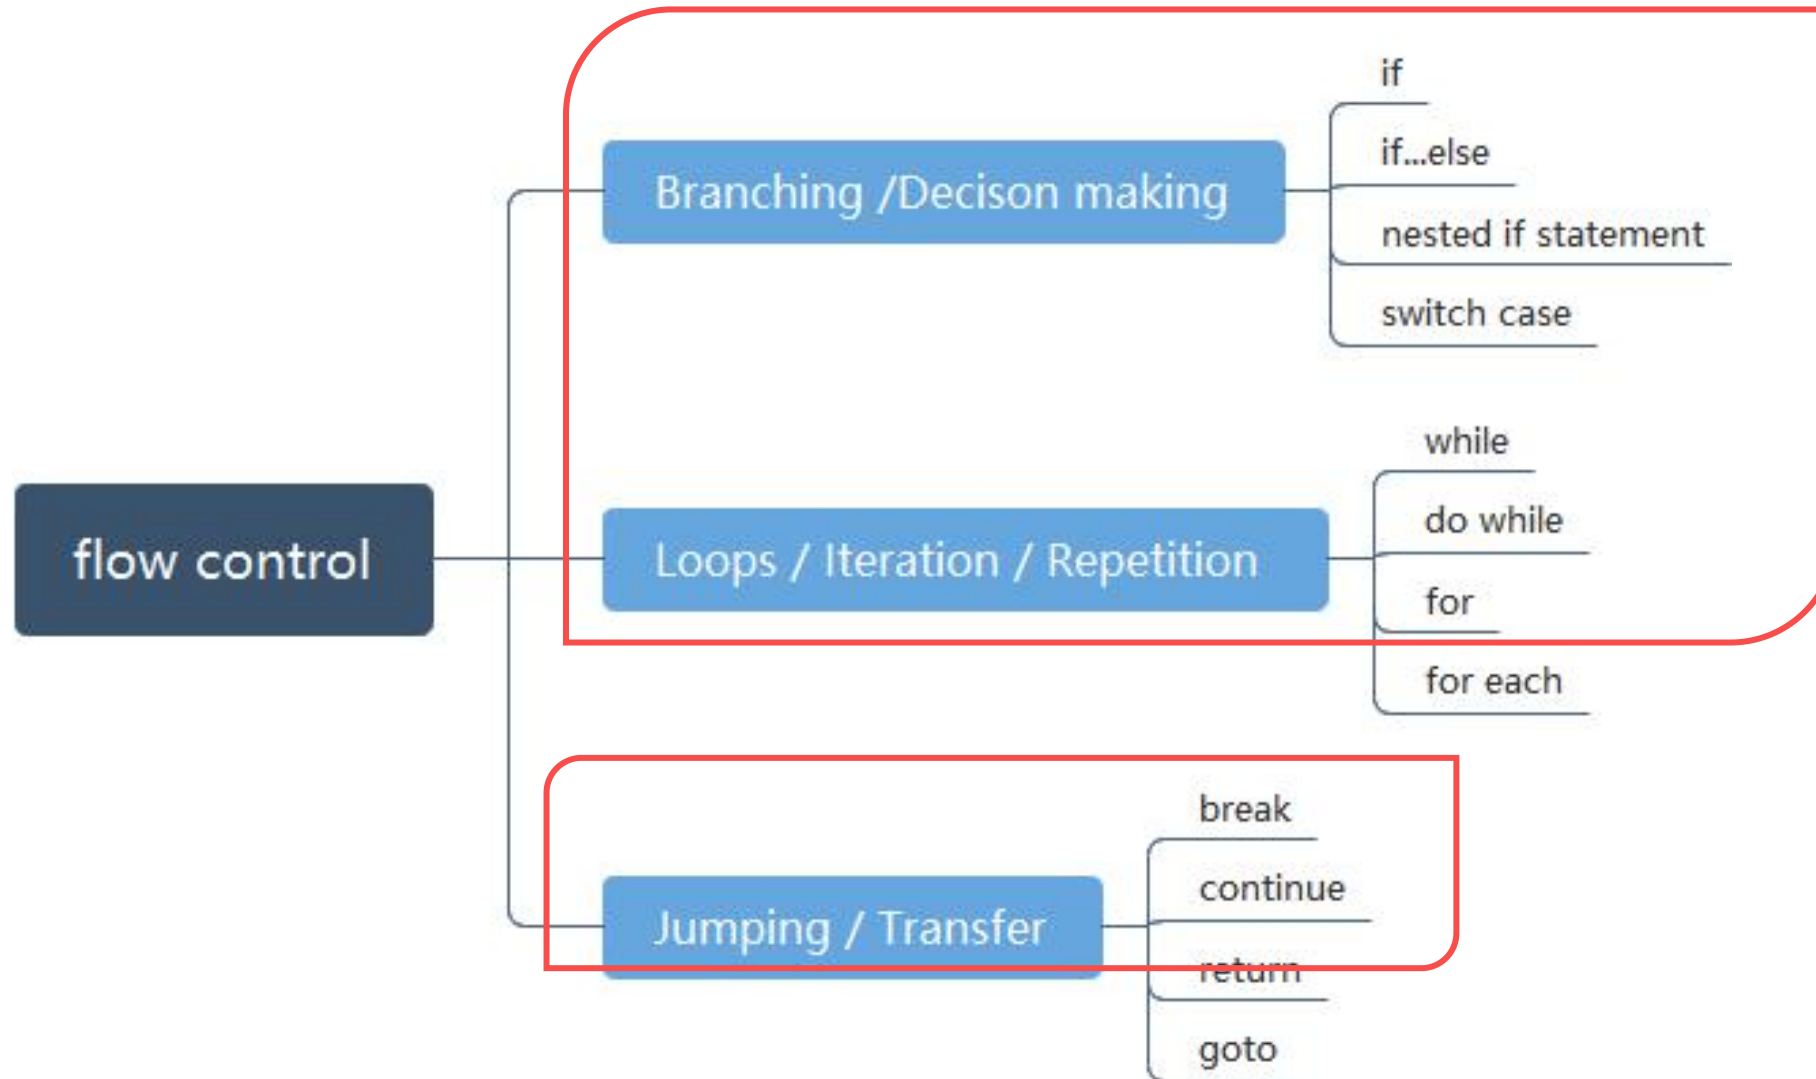 flow control
Branching /Decison making
if
if...else
nested if statement
switch case
Loops / Iteration / Repetition
while
do while
for
for each
Jumping / Transfer
break
continue
return
goto